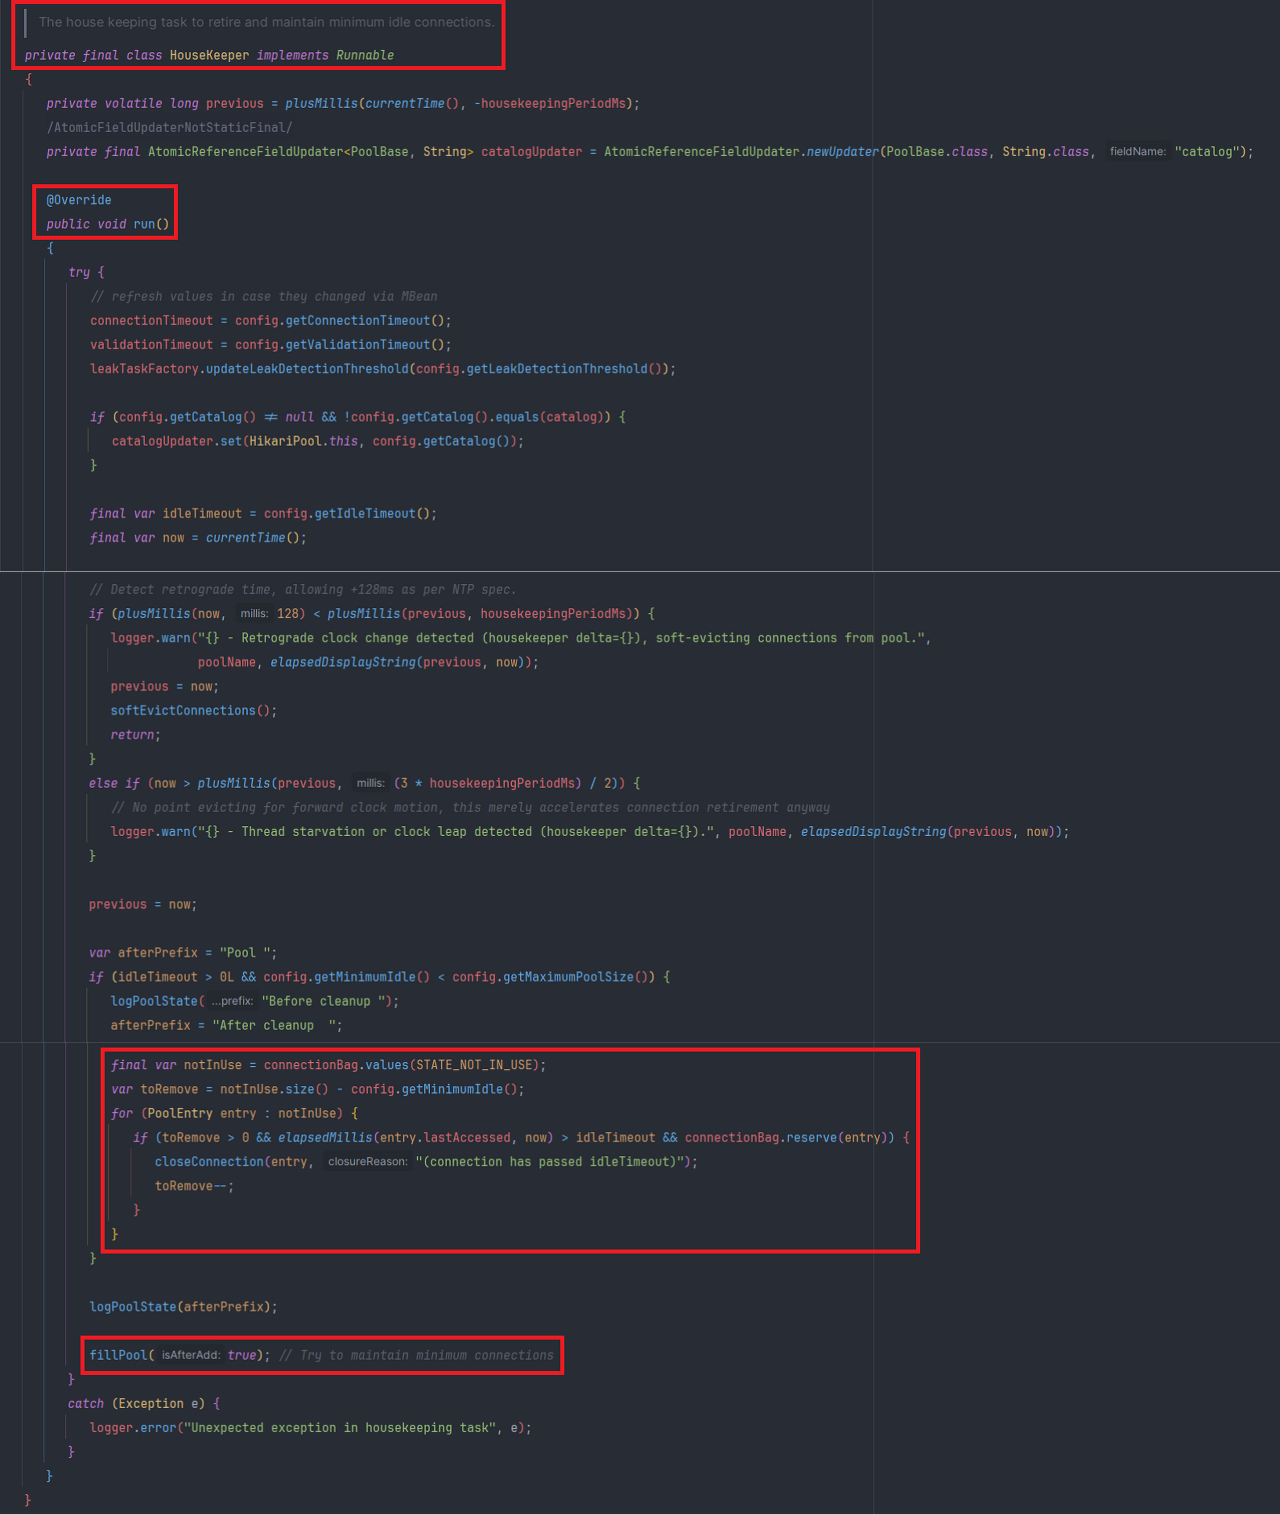 The house keeping task to retire and maintain minimum idle connections.
private final class HouseKeeper implements Runnable
{
private volatile long previous = plusMillis(currentTime(), -housekeepingPeriodMs);
/AtomicFieldUpdaterNotStaticFinal/
private final AtomicReferenceFieldUpdater<PoolBase, String> catalogUpdater = AtomicReferenceFieldUpdater.newUpdater(PoolBase.class, String.class, fieldName: "catalog");
@Override
public void run()
{
try {
// refresh values in case they changed via MBean
connectionTimeout = config.getConnectionTimeout();
validationTimeout = config.getValidationTimeout();
leakTaskFactory.updateLeakDetectionThreshold(config.getLeakDetectionThreshold());
if (config.getCatalog() ≠ null && !config.getCatalog().equals(catalog)) {
catalogUpdater.set(HikariPool.this, config.getCatalog());
}
final var idleTimeout = config.getIdleTimeout();
final var now = currentTime();
// Detect retrograde time, allowing +128ms as per NTP spec.
if (plusMillis(now, millis: 128) < plusMillis(previous, housekeepingPeriodMs)) {
logger.warn("{} - Retrograde clock change detected (housekeeper delta={}), soft-evicting connections from pool.",
poolName, elapsedDisplayString(previous, now));
previous = now;
softEvictConnections();
return;
}
else if (now > plusMillis(previous, millis: (3 * housekeepingPeriodMs) / 2)) {
// No point evicting for forward clock motion, this merely accelerates connection retirement anyway
logger.warn("{} - Thread starvation or clock leap detected (housekeeper delta={}).", poolName, elapsedDisplayString(previous, now));
}
previous = now;
var afterPrefix = "Pool ";
if (idleTimeout > 0L && config.getMinimumIdle() < config.getMaximumPoolSize()) {
logPoolState( ...prefix: "Before cleanup ");
afterPrefix = "After cleanup  ";
final var notInUse = connectionBag.values(STATE_NOT_IN_USE);
var toRemove = notInUse.size() - config.getMinimumIdle();
for (PoolEntry entry : notInUse) {
if (toRemove > 0 && elapsedMillis(entry.lastAccessed, now) > idleTimeout && connectionBag.reserve(entry)) {
closeConnection(entry, closureReason: "(connection has passed idleTimeout)");
toRemove--;
}
}
}
logPoolState(afterPrefix);
fillPool( isAfterAdd: true); // Try to maintain minimum connections
}
catch (Exception e) {
logger.error("Unexpected exception in housekeeping task", e);
}
}
}